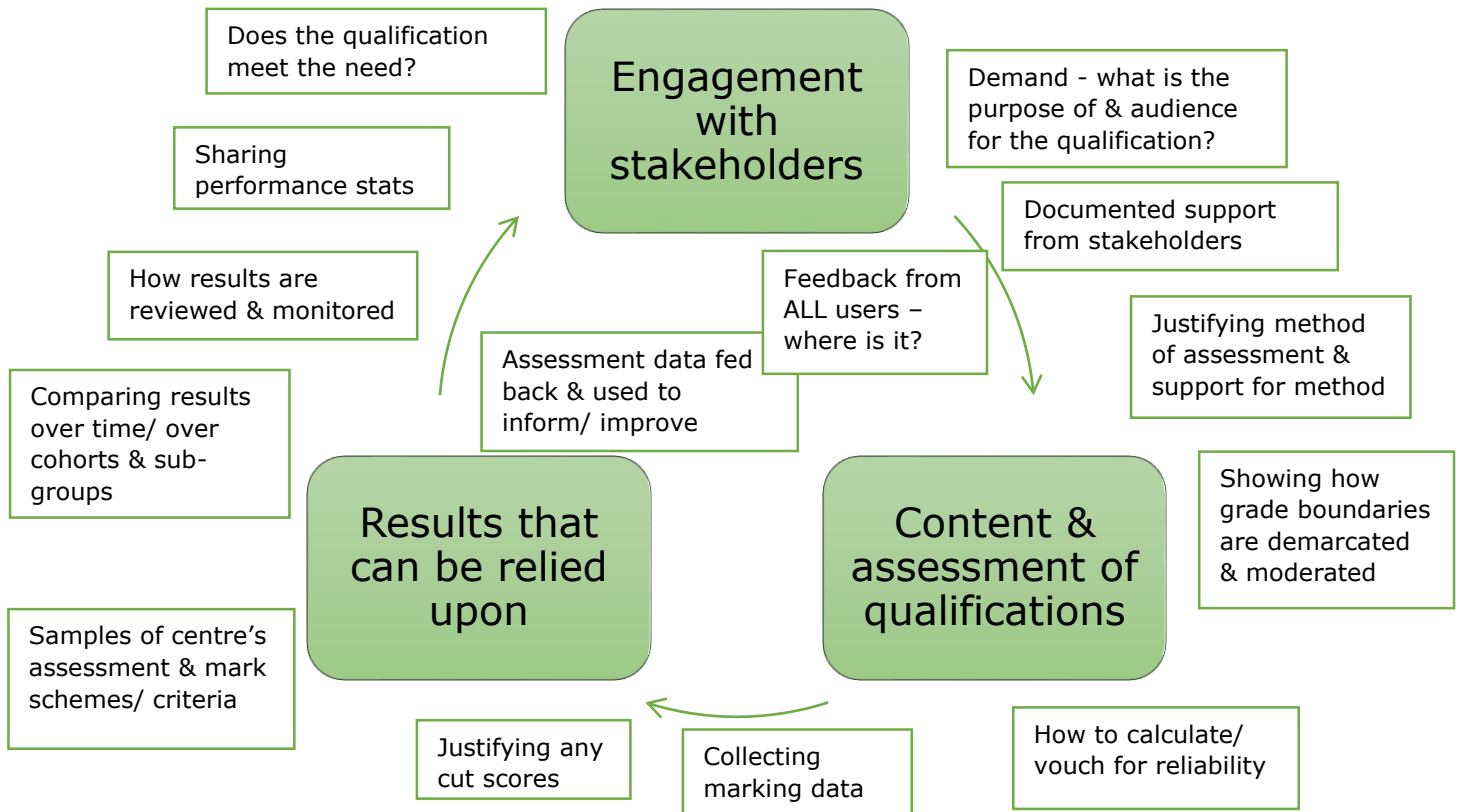 Does the qualification
meet the need?
Engagement
with
stakeholders
Demand - what is the
purpose of & audience
for the qualification?
Sharing
performance stats
Documented support
from stakeholders
How results are
reviewed & monitored
Feedback from
ALL users –
where is it?
Justifying method
of assessment &
support for method
Assessment data fed
back & used to
inform/ improve
Comparing results
over time/ over
cohorts & sub-
groups
Results that
can be relied
upon
Content &
assessment of
qualifications
Showing how
grade boundaries
are demarcated
& moderated
Samples of centre’s
assessment & mark
schemes/ criteria
Justifying any
cut scores
Collecting
marking data
How to calculate/
vouch for reliability